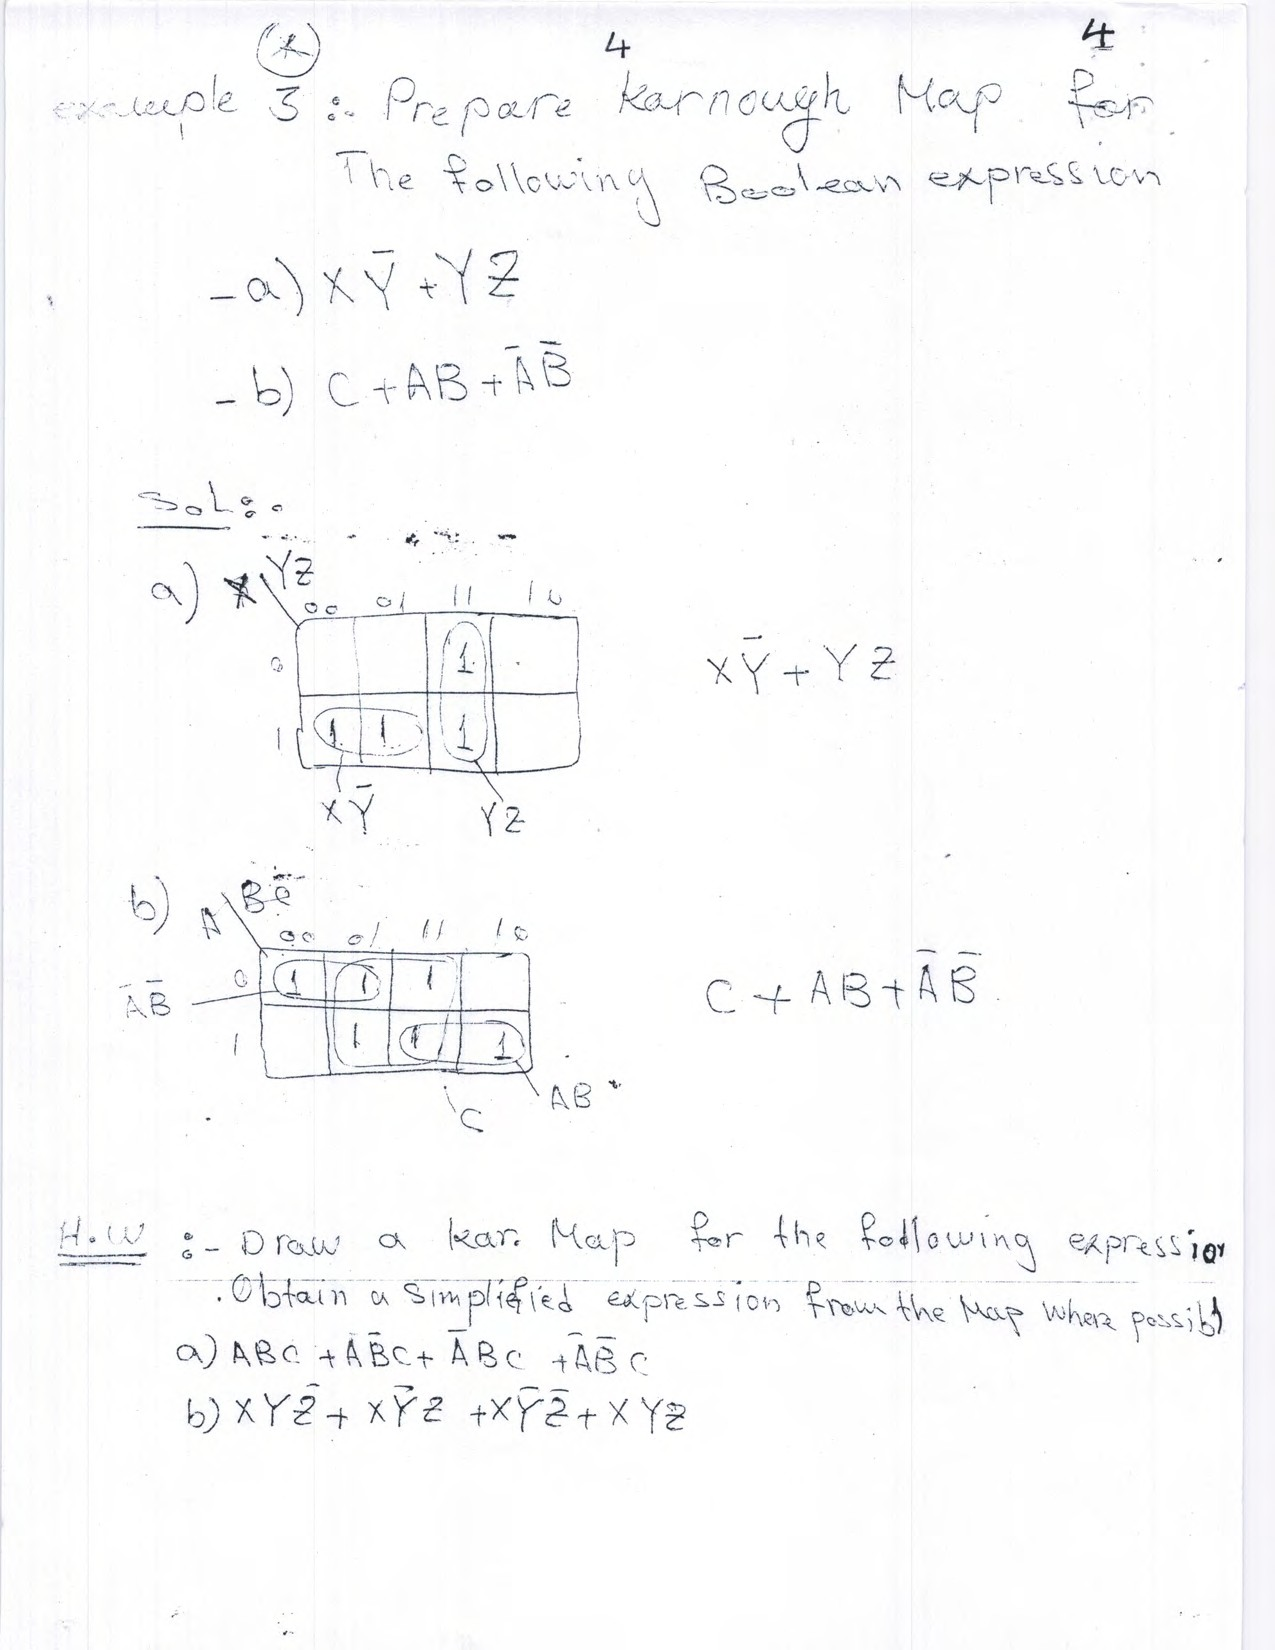 (*) 4 4
example 3:- Prepare Karnough Map for
The following Boolean expression
-a) XȲ + YZ
-b) C + AB + ĀB̄
Sol:.
a) X YZ
00 01 11 10
0 1
1 1 1 1
XȲ YZ
XȲ + YZ
b) A BC
00 01 11 10
ĀB̄ 0 1 1 1
1 1 1 1
C AB
C + AB + ĀB̄
H.W :- Draw a kar. Map for the following expression
. Obtain a Simplified expression from the Map where possibl
a) ABC + AB̄C + ĀBC + ĀB̄C
b) XYZ̄ + XȲZ + XȲZ̄ + XYZ